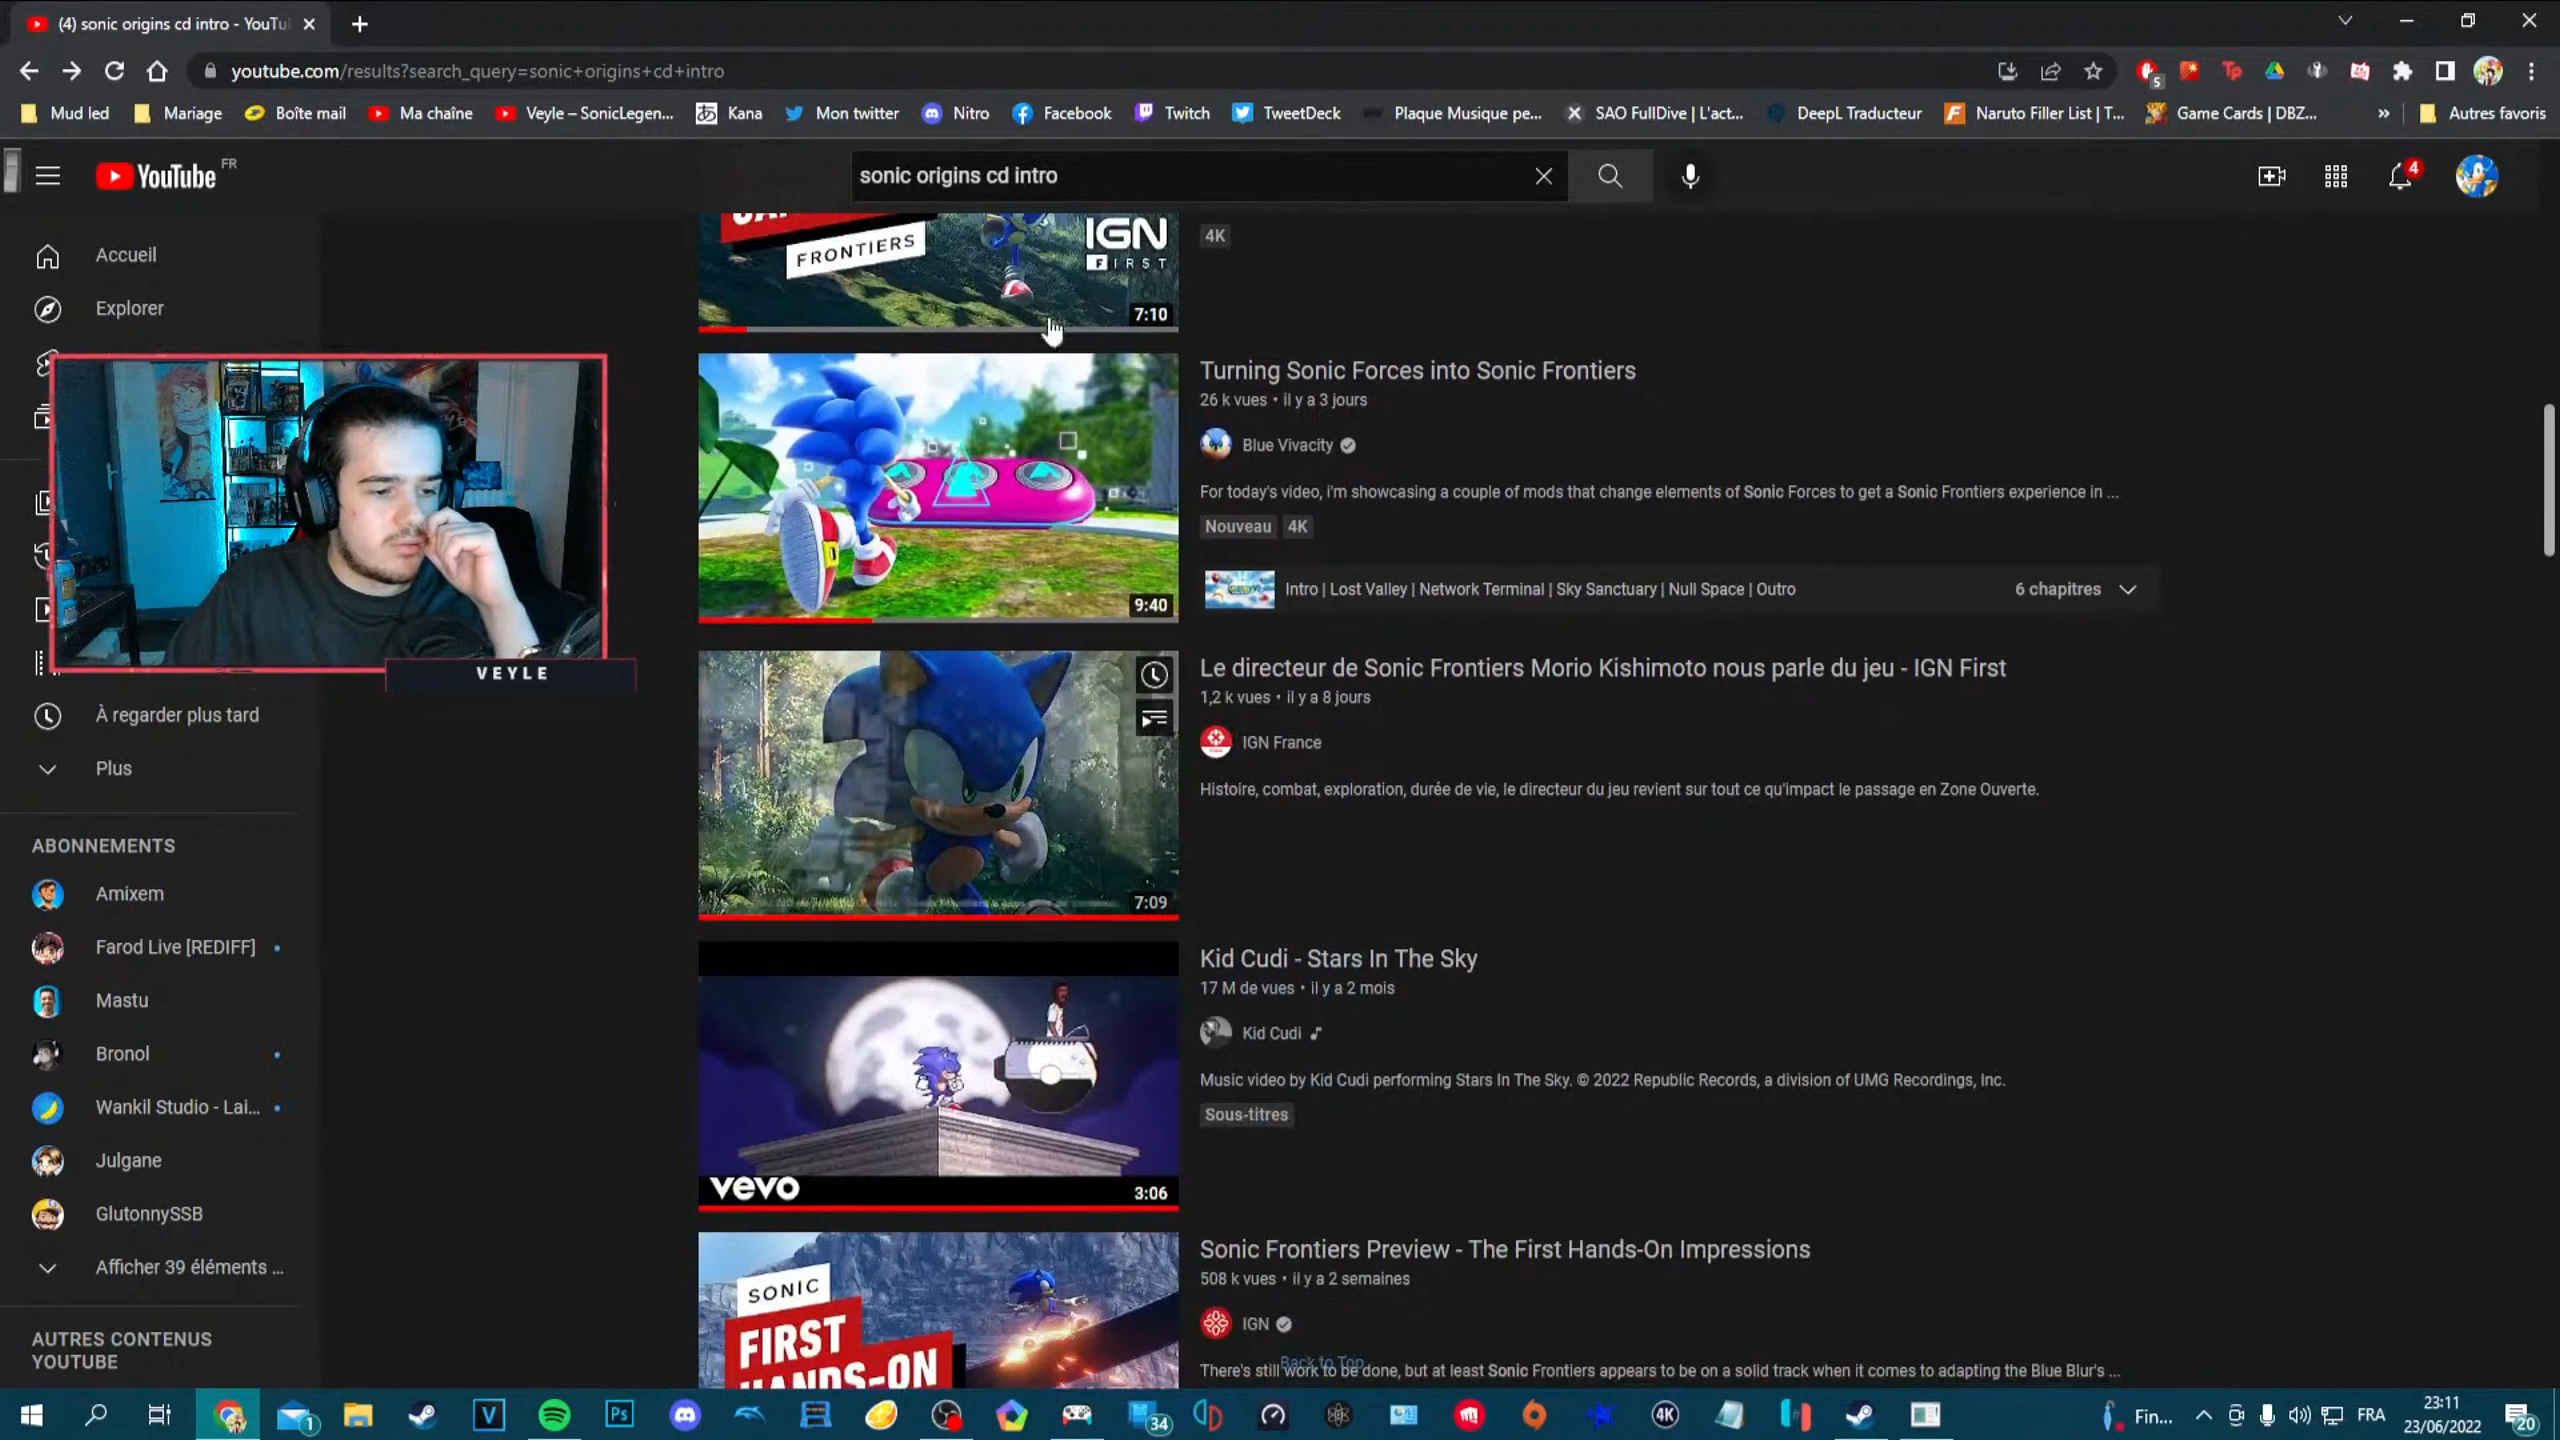 (4) sonic origins cd intro - YouTu
youtube.com/results?search_query=sonic+origins+cd+intro
5
Mud led
Mariage
Boîte mail
Ma chaîne
Veyle – SonicLegen...
Kana
Mon twitter
Nitro
Facebook
Twitch
TweetDeck
Plaque Musique pe...
SAO FullDive | L'act...
DeepL Traducteur
Naruto Filler List | T...
Game Cards | DBZ...
»
Autres favoris
YouTube FR
sonic origins cd intro
4
Accueil
Explorer
À regarder plus tard
Plus
ABONNEMENTS
Amixem
Farod Live [REDIFF]
Mastu
Bronol
Wankil Studio - Lai...
Julgane
GlutonnySSB
Afficher 39 éléments ...
AUTRES CONTENUS
YOUTUBE
VEYLE
FRONTIERS
IGN
FIRST
7:10
4K
9:40
Turning Sonic Forces into Sonic Frontiers
26 k vues • il y a 3 jours
Blue Vivacity
For today's video, i'm showcasing a couple of mods that change elements of Sonic Forces to get a Sonic Frontiers experience in ...
Nouveau 4K
Intro | Lost Valley | Network Terminal | Sky Sanctuary | Null Space | Outro
6 chapitres
7:09
Le directeur de Sonic Frontiers Morio Kishimoto nous parle du jeu - IGN First
1,2 k vues • il y a 8 jours
IGN France
Histoire, combat, exploration, durée de vie, le directeur du jeu revient sur tout ce qu'impact le passage en Zone Ouverte.
vevo
3:06
Kid Cudi - Stars In The Sky
17 M de vues • il y a 2 mois
Kid Cudi
Music video by Kid Cudi performing Stars In The Sky. © 2022 Republic Records, a division of UMG Recordings, Inc.
Sous-titres
SONIC
FIRST
HANDS-ON
Sonic Frontiers Preview - The First Hands-On Impressions
508 k vues • il y a 2 semaines
IGN
Back to Top
There's still work to be done, but at least Sonic Frontiers appears to be on a solid track when it comes to adapting the Blue Blur's ...
1
V
Ps
34
4K
Fin...
FRA
23:11
23/06/2022
20